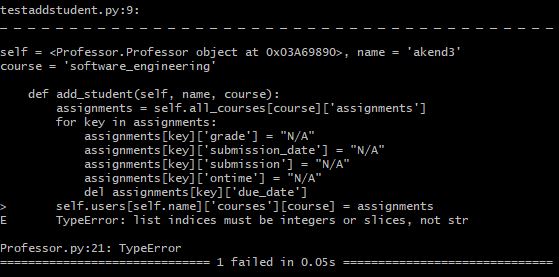 testaddstudent.py:9:
_ _ _ _ _ _ _ _ _ _ _ _ _ _ _ _ _ _ _ _ _ _ _ _ _ _ _ _ _ _ _ _ _ _ _ _ _ _ _ _
self = <Professor.Professor object at 0x03A69890>, name = 'akend3'
course = 'software_engineering'
    def add_student(self, name, course):
        assignments = self.all_courses[course]['assignments']
        for key in assignments:
            assignments[key]['grade'] = "N/A"
            assignments[key]['submission_date'] = "N/A"
            assignments[key]['submission'] = "N/A"
            assignments[key]['ontime'] = "N/A"
            del assignments[key]['due_date']
>       self.users[self.name]['courses'][course] = assignments
E       TypeError: list indices must be integers or slices, not str
Professor.py:21: TypeError
============================ 1 failed in 0.05s ============================